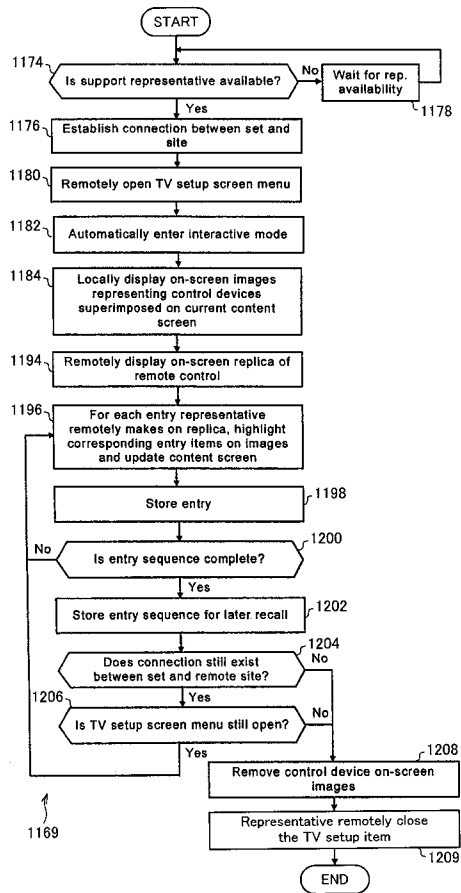 START
1174
Is support representative available?
No
Wait for rep.
availability
1178
Yes
1176
Establish connection between set and
site
1180
Remotely open TV setup screen menu
1182
Automatically enter interactive mode
1184
Locally display on-screen images
representing control devices
superimposed on current content
screen
1194
Remotely display on-screen replica of
remote control
1196
For each entry representative
remotely makes on replica, highlight
corresponding entry items on images
and update content screen
Store entry
1198
1200
No
Is entry sequence complete?
Yes
Store entry sequence for later recall
1202
1204
Does connection still exist
between set and remote site?
No
1206
Yes
Is TV setup screen menu still open?
No
Yes
1208
Remove control device on-screen
images
Representative remotely close
the TV setup item
1209
1169
END